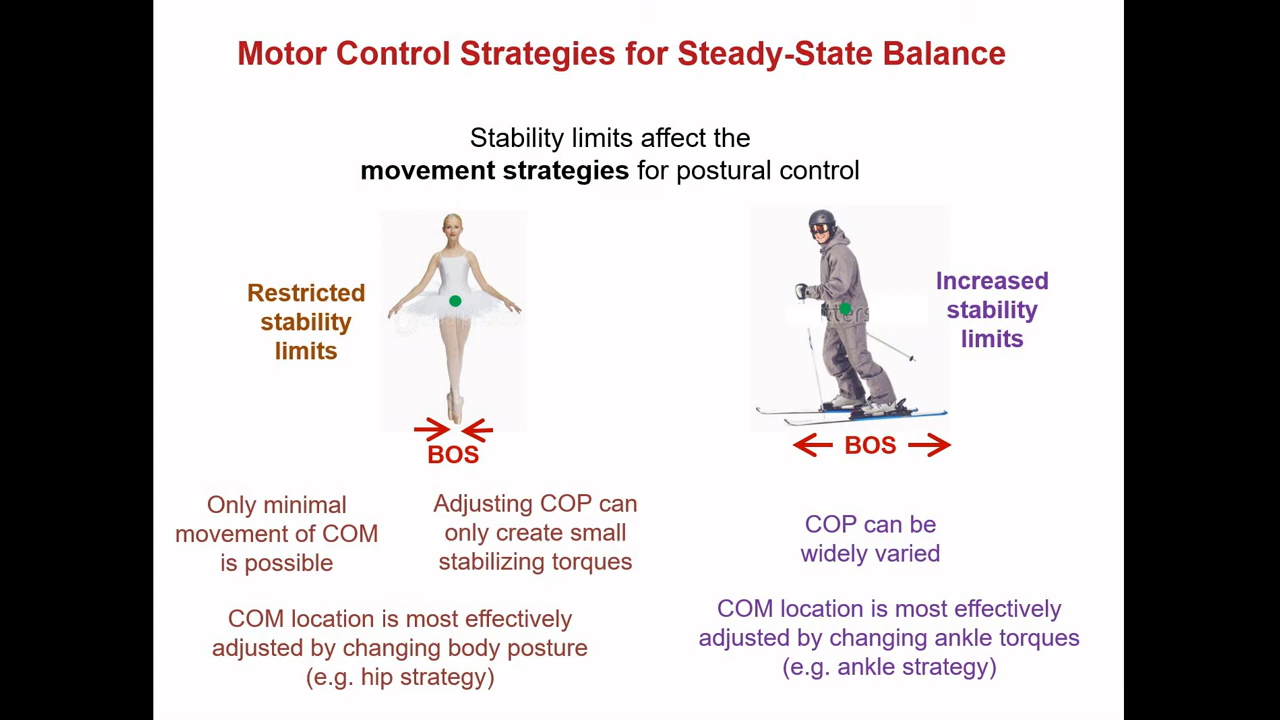 Motor Control Strategies for Steady-State Balance
Stability limits affect the
movement strategies for postural control
Restricted
stability
limits
BOS
Increased
stability
limits
BOS
Only minimal
movement of COM
is possible
Adjusting COP can
only create small
stabilizing torques
COM location is most effectively
adjusted by changing body posture
(e.g. hip strategy)
COP can be
widely varied
COM location is most effectively
adjusted by changing ankle torques
(e.g. ankle strategy)